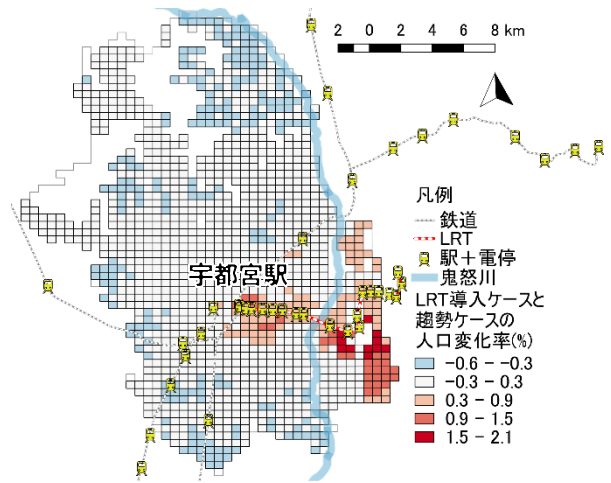 2 0 2 4 6 8 km
宇都宮駅
凡例
鉄道
LRT
駅+電停
鬼怒川
LRT導入ケースと
趨勢ケースの
人口変化率(%)
-0.6 - -0.3
-0.3 - 0.3
0.3 - 0.9
0.9 - 1.5
1.5 - 2.1